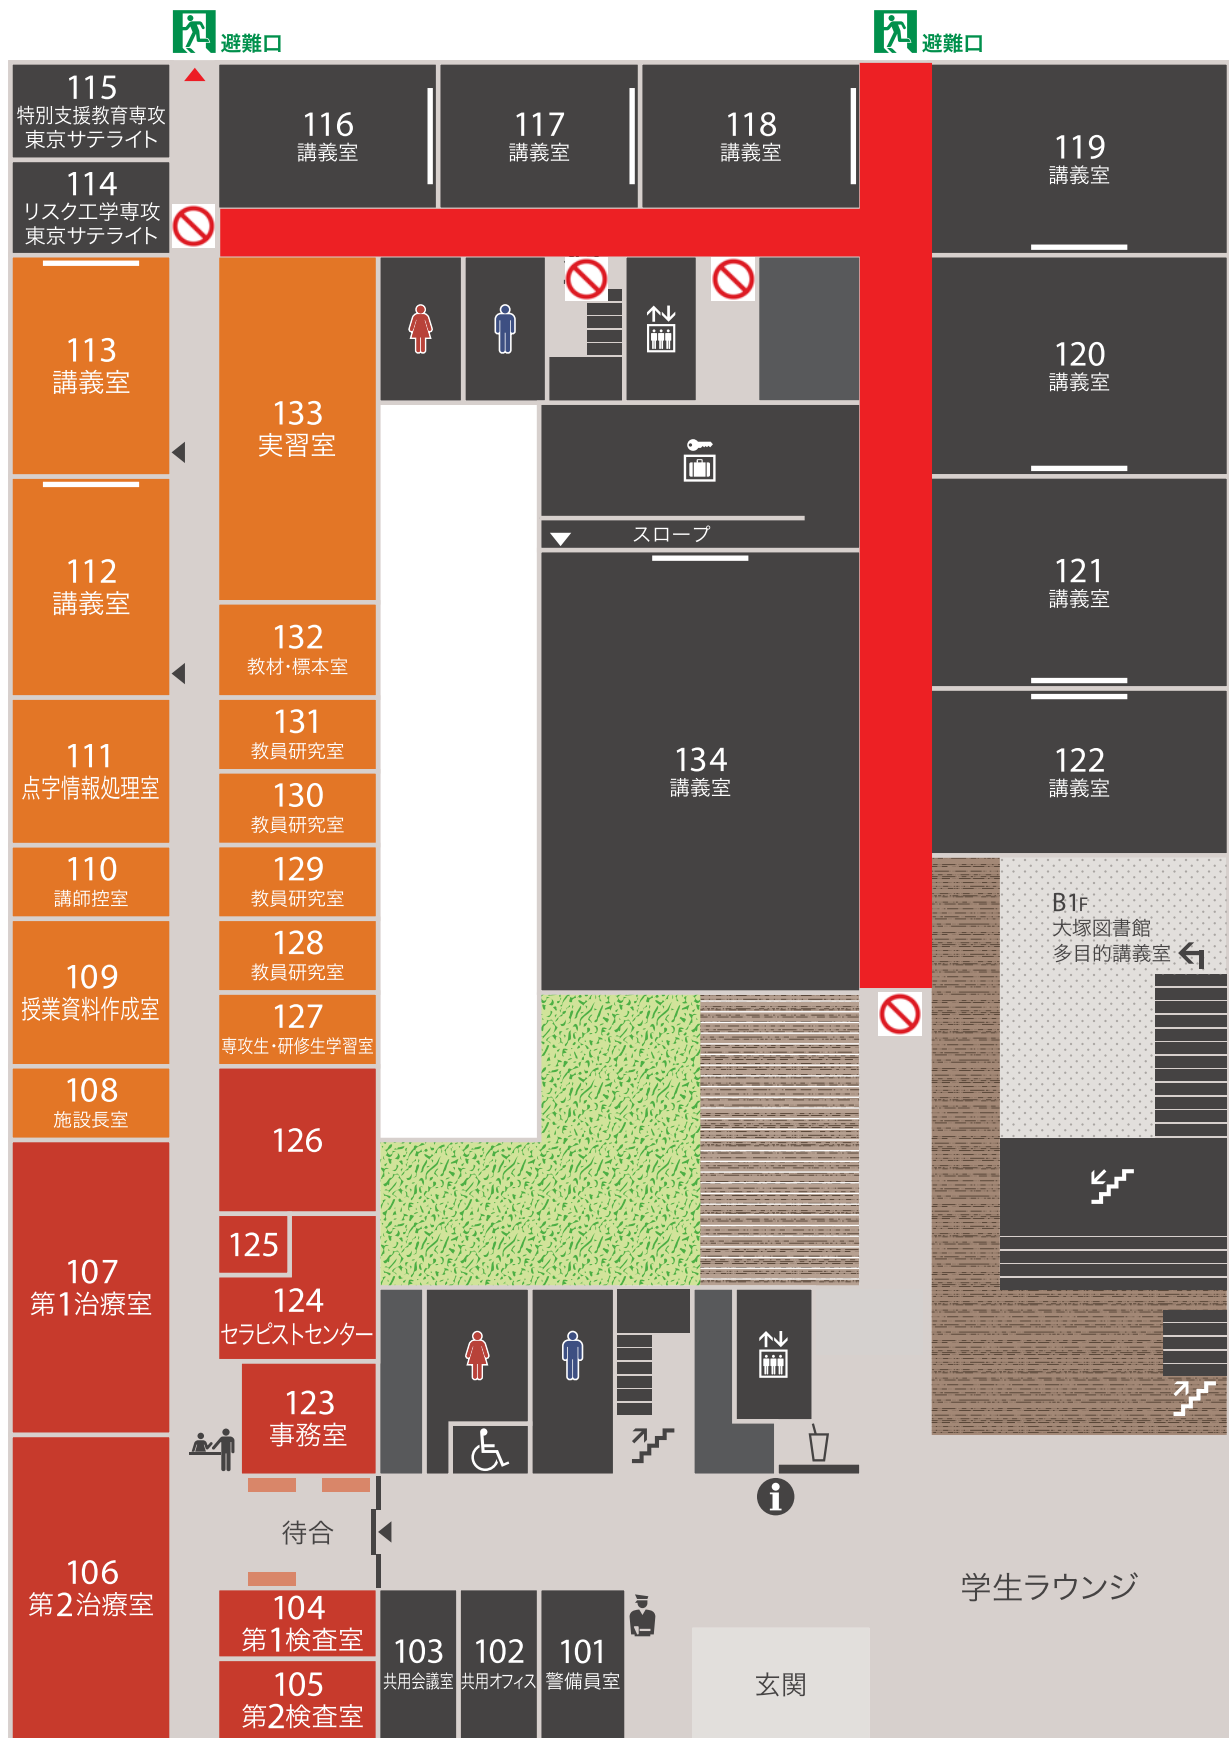 避難口
避難口
115
特別支援教育専攻
東京サテライト
116
講義室
117
講義室
118
講義室
119
講義室
114
リスク工学専攻
東京サテライト
113
講義室
133
実習室
120
講義室
スロープ
112
講義室
132
教材・標本室
121
講義室
111
点字情報処理室
131
教員研究室
130
教員研究室
134
講義室
122
講義室
110
講師控室
129
教員研究室
B1F
大塚図書館
多目的講義室
109
授業資料作成室
128
教員研究室
127
専攻生・研修生学習室
108
施設長室
126
107
第1治療室
125
124
セラピストセンター
123
事務室
待合
106
第2治療室
104
第1検査室
105
第2検査室
103
共用会議室
102
共用オフィス
101
警備員室
学生ラウンジ
玄関